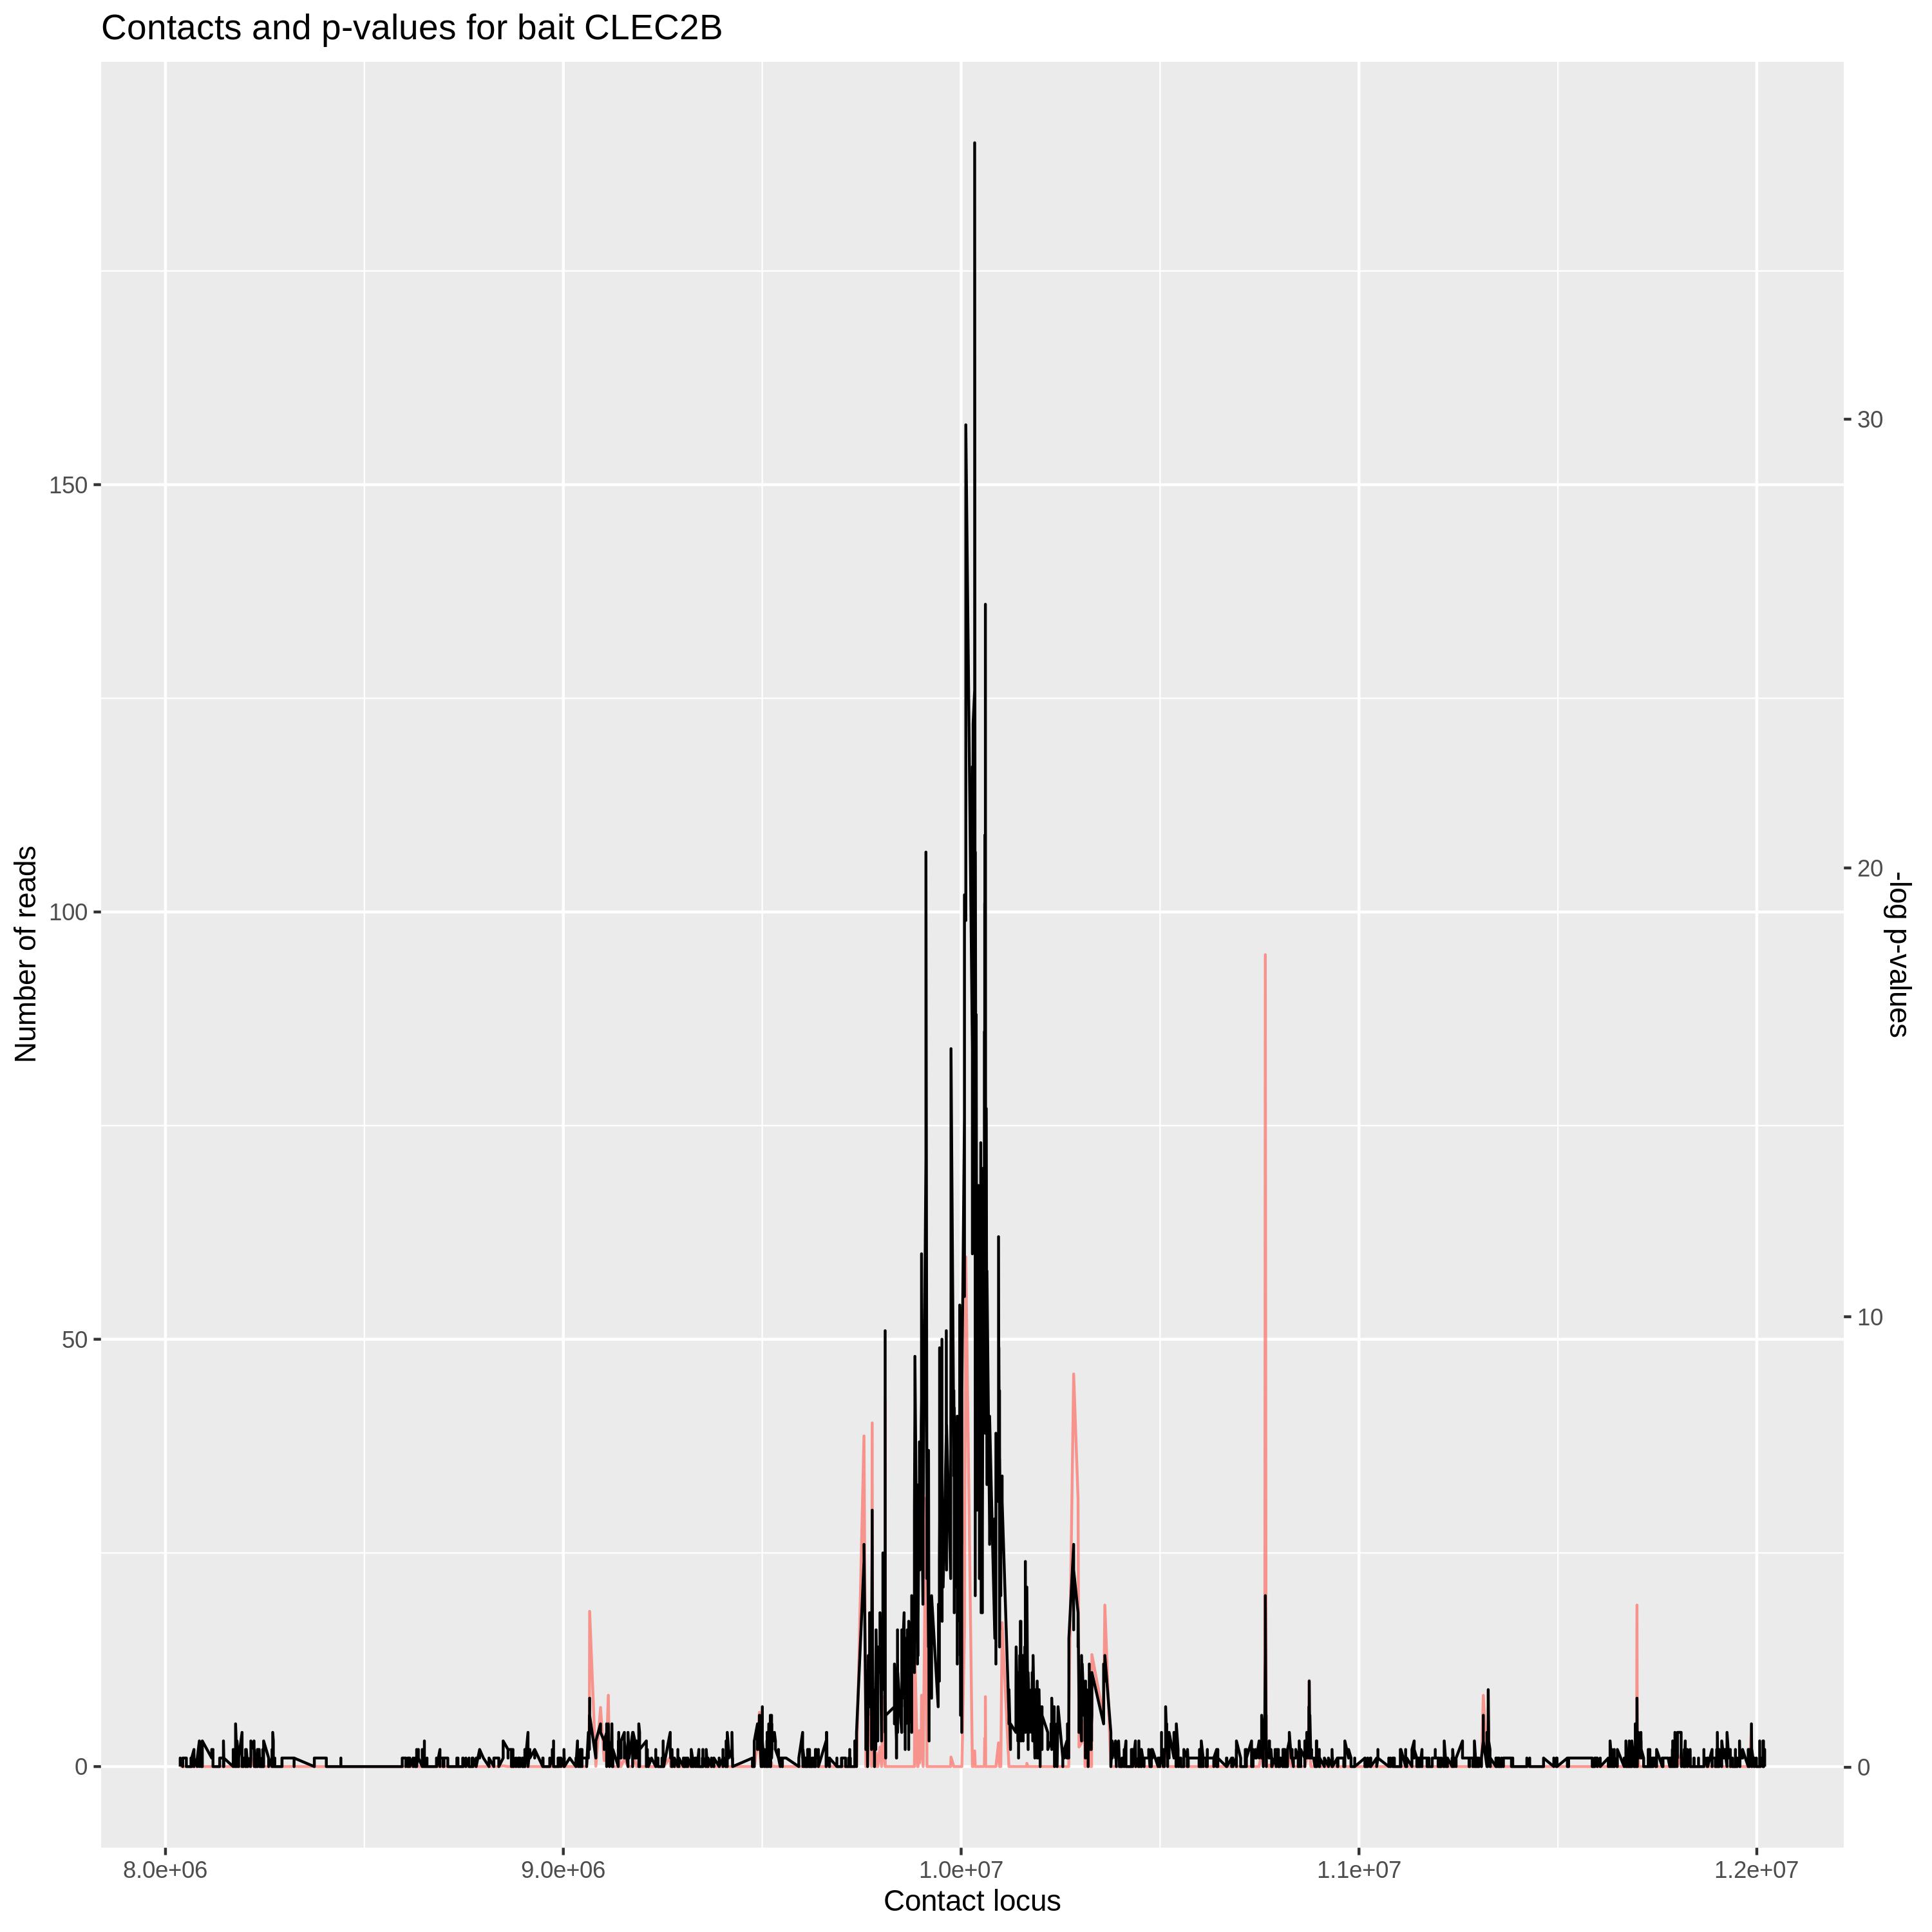 Contacts and p-values for bait CLEC2B
Number of reads
150
100
50
0
30
20
10
0
-log p-values
8.0e+06
9.0e+06
1.0e+07
1.1e+07
1.2e+07
Contact locus